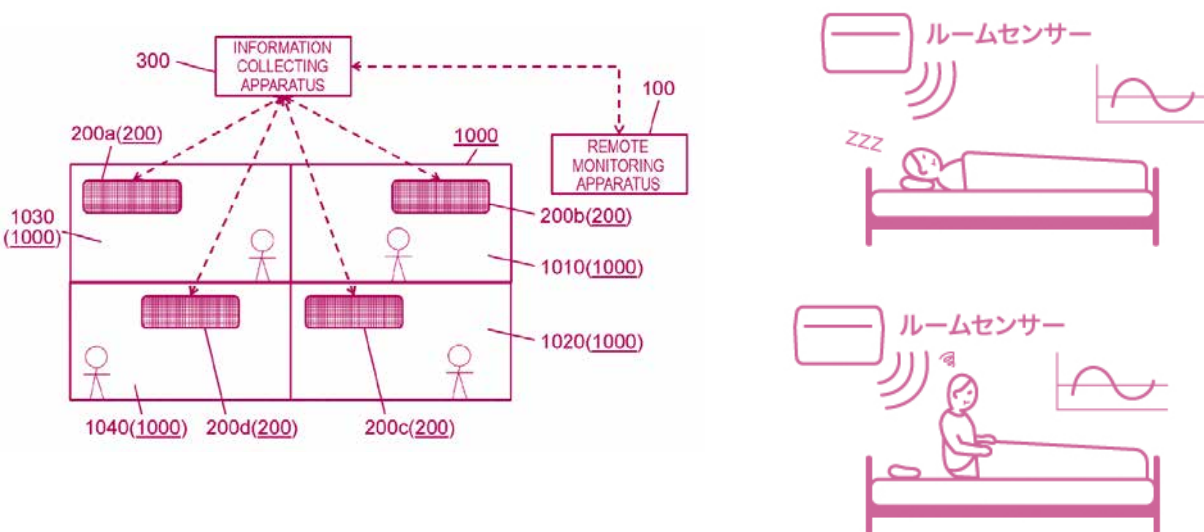 300
INFORMATION
COLLECTING
APPARATUS
100
REMOTE
MONITORING
APPARATUS
200a(200)
1000
200b(200)
1030
(1000)
1010(1000)
1020(1000)
1040(1000)
200d(200)
200c(200)
ルームセンサー
ZZZ
ルームセンサー